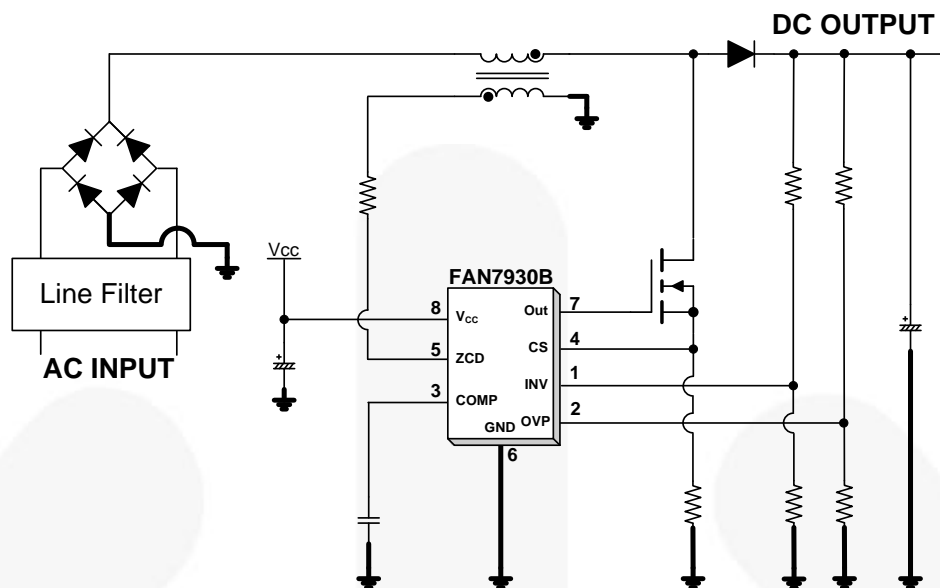 DC OUTPUT
Vcc
FAN7930B
Line Filter
AC INPUT
8
Vcc
Out
7
5
ZCD
CS
4
3
COMP
INV
1
OVP
2
GND
6
+
+